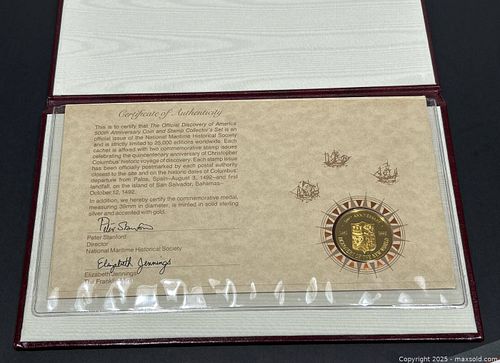 Certificate of Authenticity
This is to certify that The Official Discovery of America
500th Anniversary Coin and Stamp Collector's Set is an
official issue of the National Maritime Historical Society
and is strictly limited to 25,000 editions worldwide. Each
cachet is affixed with two commemorative stamp issues
celebrating the quincentenary anniversary of Christopher
Columbus' historic voyage of discovery. Each stamp issue
has been officially postmarked by each postal authority
closest to the site and on the historic dates of Columbus'
departure from Palos, Spain-August 3, 1492-and first
landfall, on the island of San Salvador, Bahamas-
October 12, 1492.
In addition, we hereby certify the commemorative medal,
measuring 39mm in diameter, is minted in solid sterling
silver and accented with gold.
Peter Stanford
Peter Stanford
Director
National Maritime Historical Society
Elizabeth Jennings
Elizabeth Jennings
The Franklin
ANNIVERSARY
Copyright © 2025 - maxsold.com